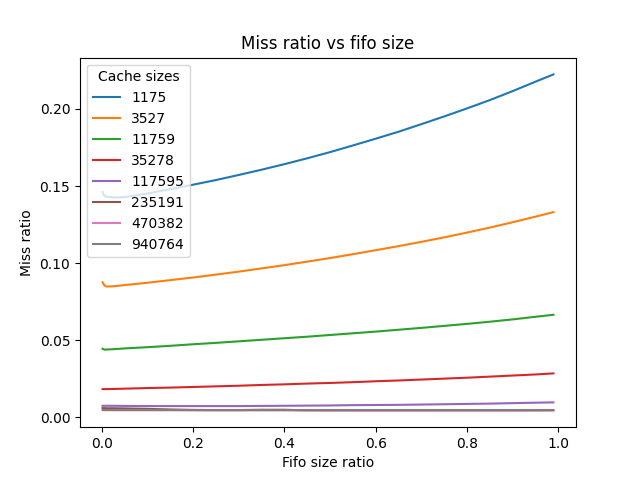 Miss ratio vs fifo size
Cache sizes
1175
3527
11759
35278
117595
235191
470382
940764
Miss ratio
0.20
0.15
0.10
0.05
0.00
0.0 0.2 0.4 0.6 0.8 1.0
Fifo size ratio